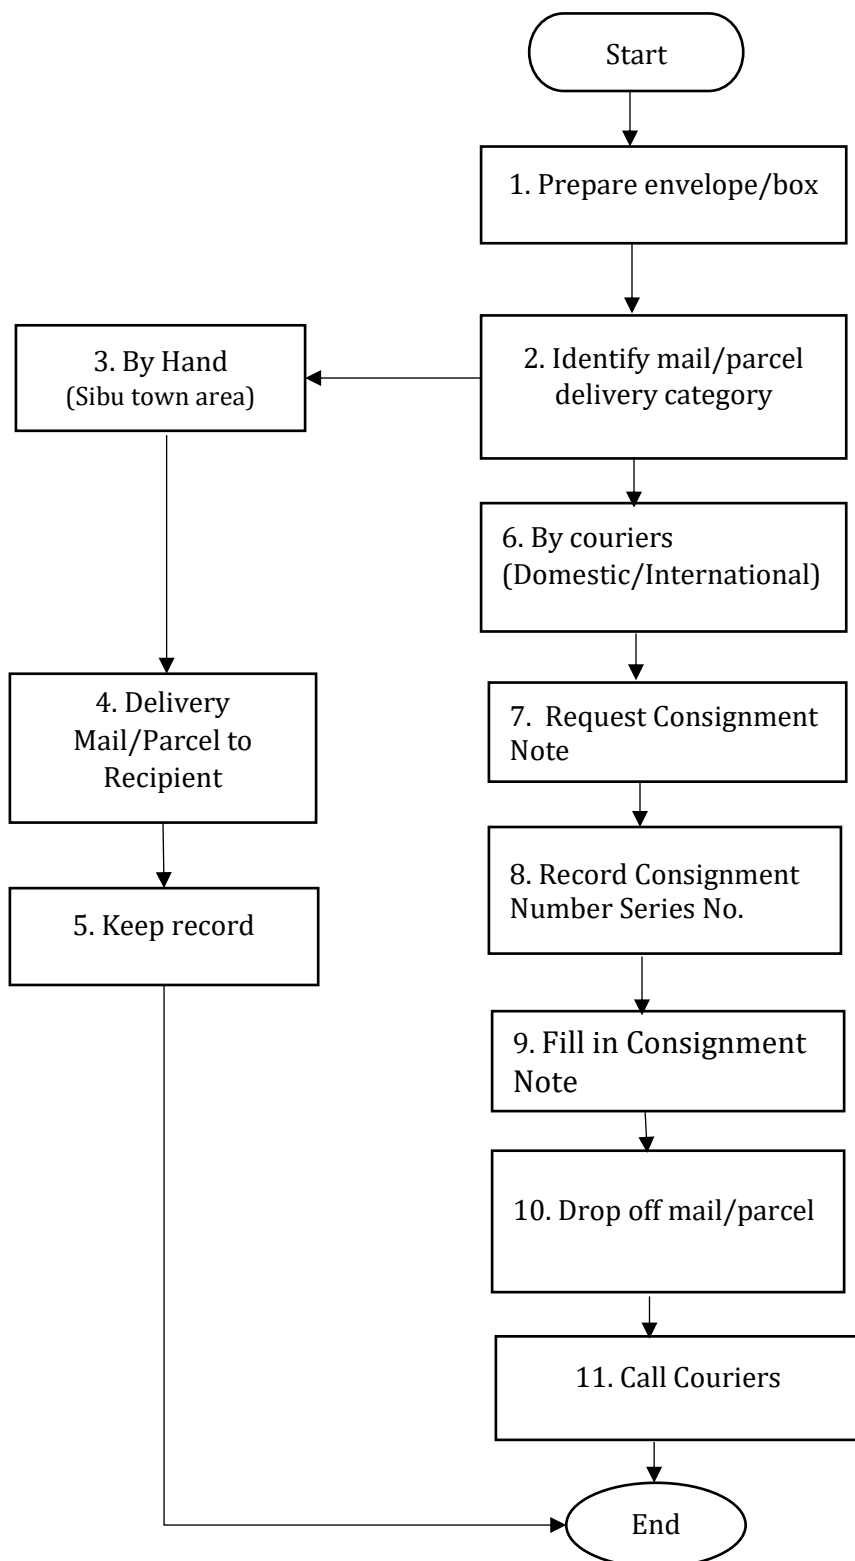 Start
1. Prepare envelope/box
2. Identify mail/parcel
delivery category
3. By Hand
(Sibu town area)
4. Delivery
Mail/Parcel to
Recipient
5. Keep record
6. By couriers
(Domestic/International)
7. Request Consignment
Note
8. Record Consignment
Number Series No.
9. Fill in Consignment
Note
10. Drop off mail/parcel
11. Call Couriers
End